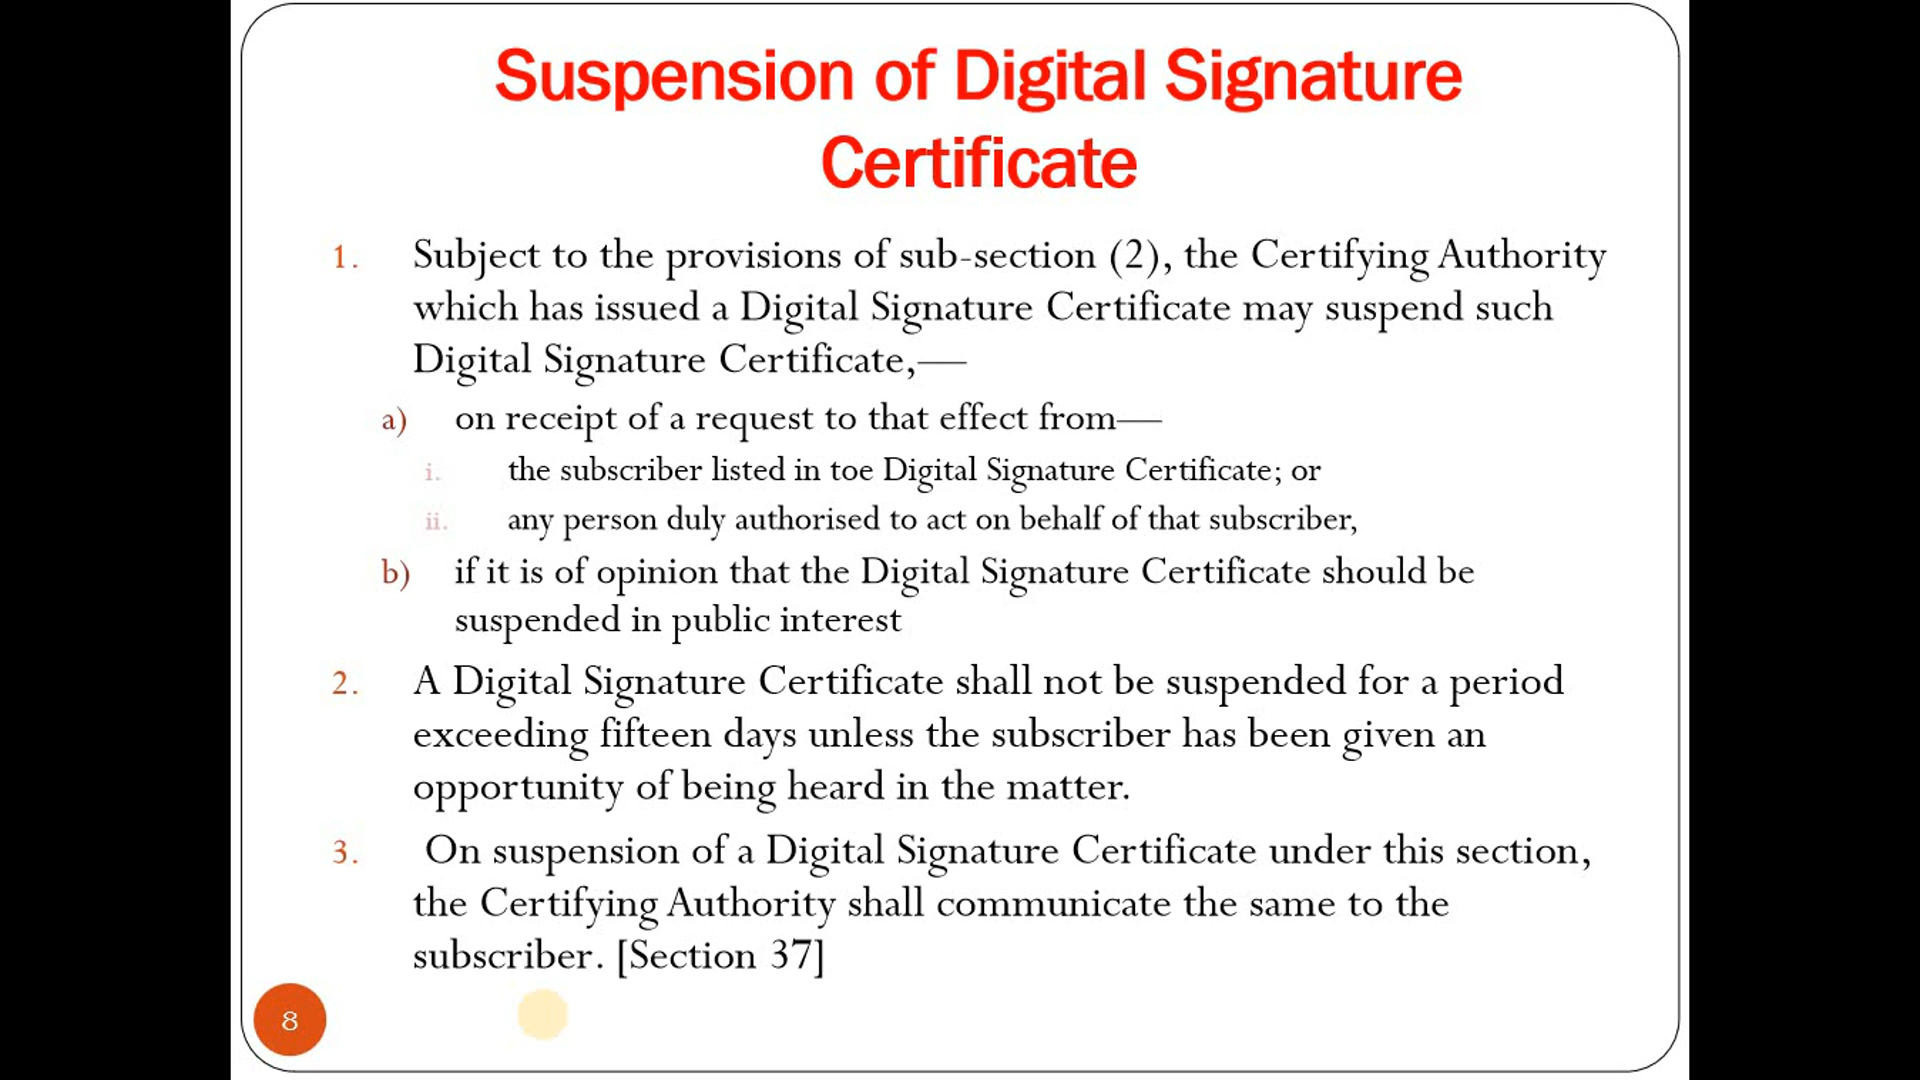 Suspension of Digital Signature
Certificate
1. Subject to the provisions of sub-section (2), the Certifying Authority
which has issued a Digital Signature Certificate may suspend such
Digital Signature Certificate,—
a) on receipt of a request to that effect from—
i. the subscriber listed in toe Digital Signature Certificate; or
ii. any person duly authorised to act on behalf of that subscriber,
b) if it is of opinion that the Digital Signature Certificate should be
suspended in public interest
2. A Digital Signature Certificate shall not be suspended for a period
exceeding fifteen days unless the subscriber has been given an
opportunity of being heard in the matter.
3. On suspension of a Digital Signature Certificate under this section,
the Certifying Authority shall communicate the same to the
subscriber. [Section 37]
8